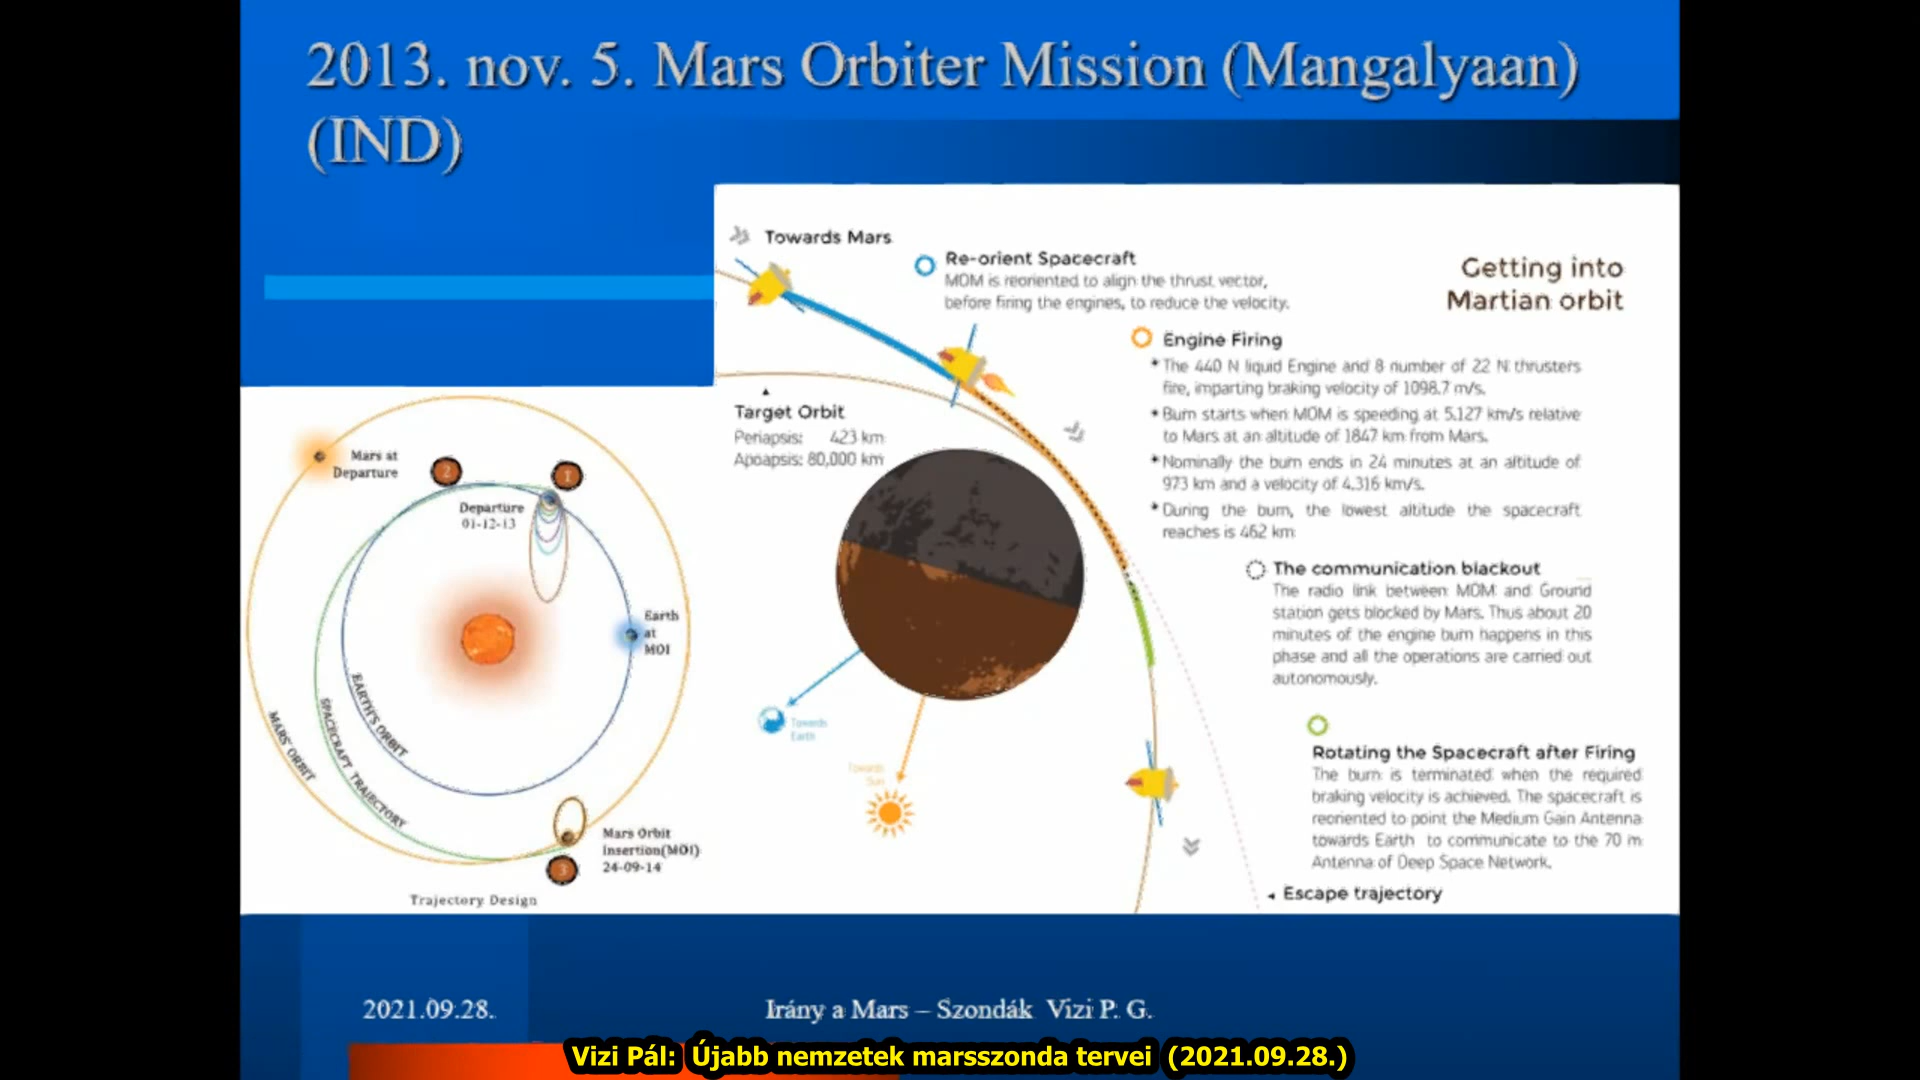 2013. nov. 5. Mars Orbiter Mission (Mangalyaan)
(IND)
Towards Mars
Re-orient Spacecraft
MOM is reoriented to align the thrust vector,
before firing the engines, to reduce the velocity.
Getting into
Martian orbit
Engine Firing
* The 440 N liquid Engine and 8 number of 22 N thrusters
fire, imparting braking velocity of 1098.7 m/s.
* Burn starts when MOM is speeding at 5.127 km/s relative
to Mars at an altitude of 1847 km from Mars.
* Nominally the burn ends in 24 minutes at an altitude of
973 km and a velocity of 4.316 km/s.
* During the burn, the lowest altitude the spacecraft
reaches is 462 km
Target Orbit
Periapsis: 423 km
Apoapsis: 80,000 km
The communication blackout
The radio link between MOM and Ground
station gets blocked by Mars. Thus about 20
minutes of the engine burn happens in this
phase and all the operations are carried out
autonomously.
Towards
Earth
Towards
Sun
Rotating the Spacecraft after Firing
The burn is terminated when the required
braking velocity is achieved. The spacecraft is
reoriented to point the Medium Gain Antenna
towards Earth to communicate to the 70 m
Antenna of Deep Space Network.
Escape trajectory
Mars at
Departure
2
1
Departure
01-12-13
Earth
at
MOI
EARTH'S ORBIT
SPACECRAFT TRAJECTORY
MARS' ORBIT
Mars Orbit
Insertion(MOI)
24-09-14
3
Trajectory Design
2021.09.28.
Irány a Mars – Szondák Vizi P. G.
Vizi Pál: Újabb nemzetek marsszonda tervei (2021.09.28.)